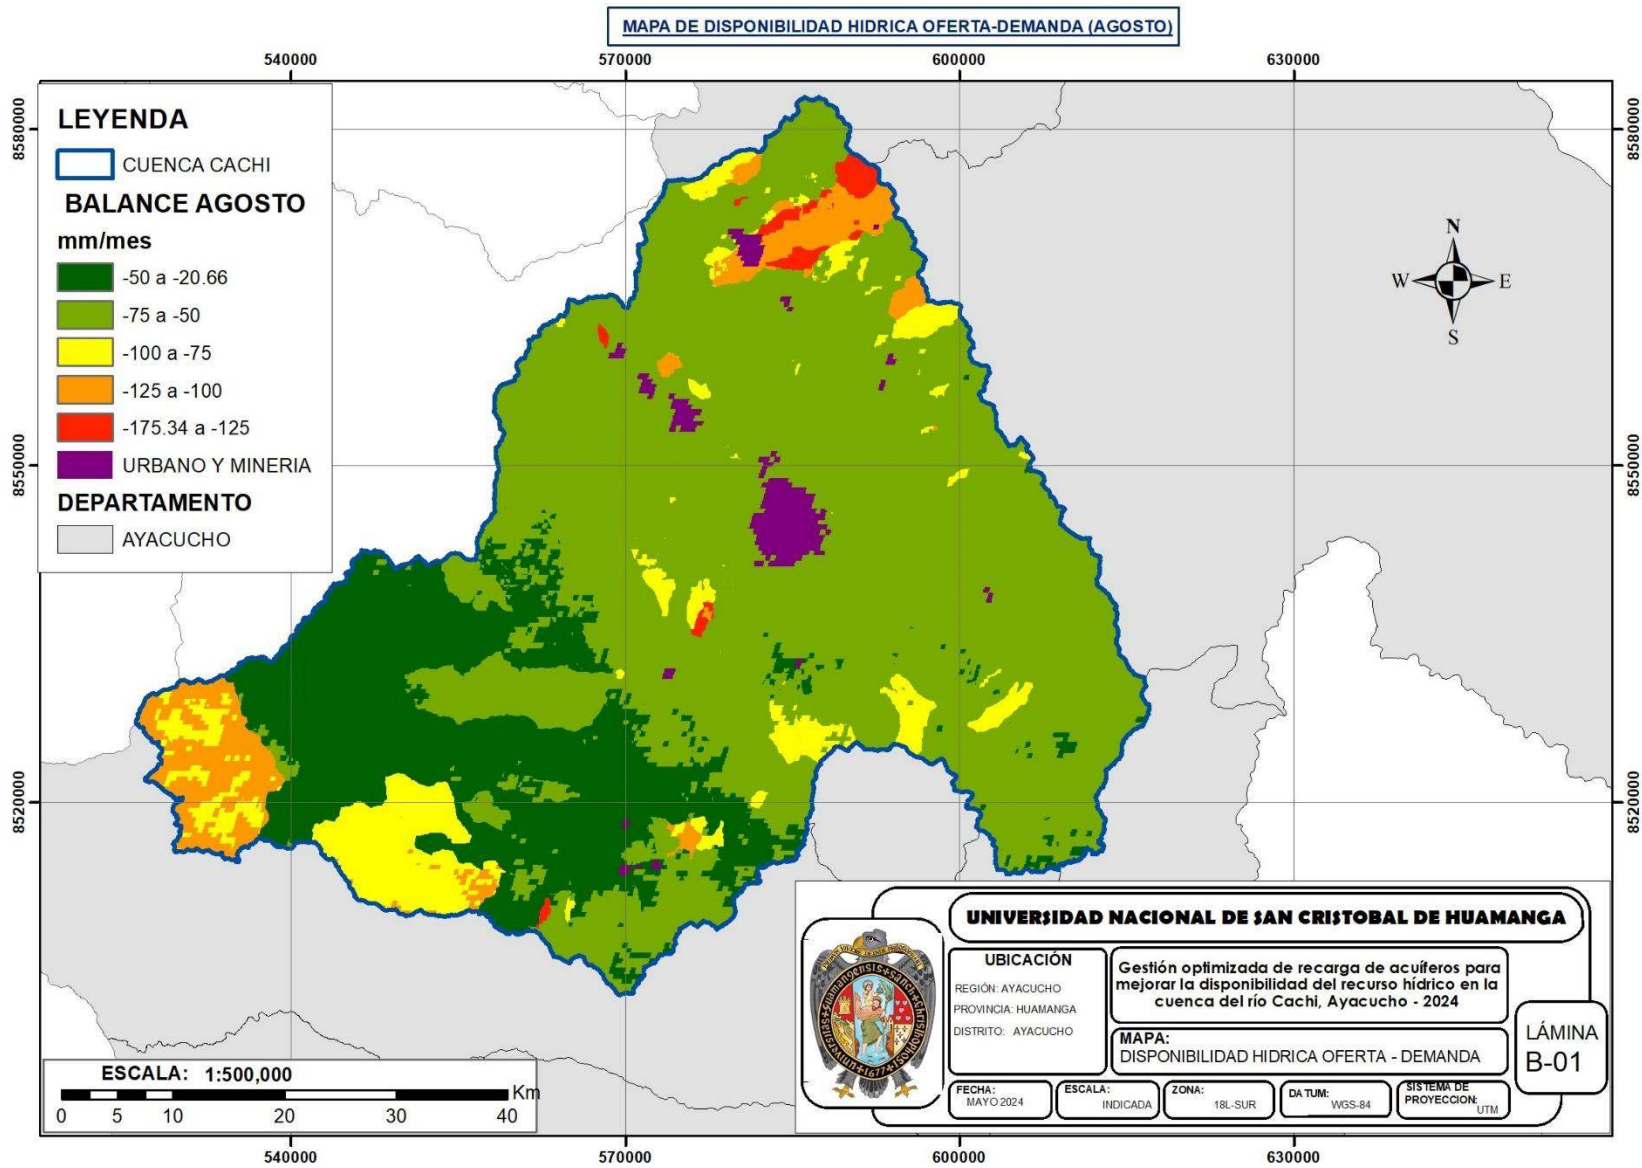 MAPA DE DISPONIBILIDAD HIDRICA OFERTA-DEMANDA (AGOSTO)
540000
570000
600000
630000
8580000
8550000
8520000
8580000
8550000
8520000
LEYENDA
CUENCA CACHI
BALANCE AGOSTO
mm/mes
-50 a -20.66
-75 a -50
-100 a -75
-125 a -100
-175.34 a -125
URBANO Y MINERIA
DEPARTAMENTO
AYACUCHO
N
W
E
S
ESCALA: 1:500,000
Km
0 5 10 20 30 40
UNIVERSIDAD NACIONAL DE SAN CRISTOBAL DE HUAMANGA
UBICACIÓN
REGIÓN: AYACUCHO
PROVINCIA: HUAMANGA
DISTRITO: AYACUCHO
Gestión optimizada de recarga de acuíferos para
mejorar la disponibilidad del recurso hídrico en la
cuenca del río Cachi, Ayacucho - 2024
MAPA:
DISPONIBILIDAD HIDRICA OFERTA - DEMANDA
LÁMINA
B-01
FECHA:
MAYO 2024
ESCALA:
INDICADA
ZONA:
18L-SUR
DATUM:
WGS-84
SISTEMA DE
PROYECCION:
UTM
1677
540000
570000
600000
630000